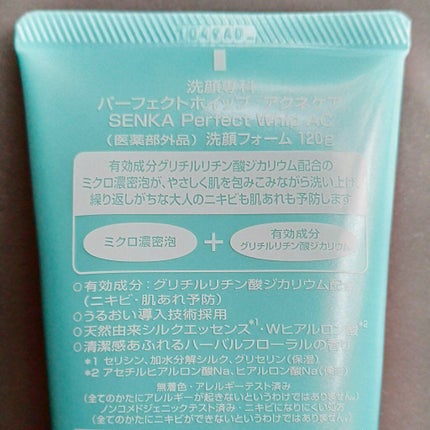 洗顔専科
パーフェクトホイップ アクネケア
SENKA Perfect Whip AC
(医薬部外品) 洗顔フォーム 120g
有効成分グリチルリチン酸ジカリウム配合の
ミクロ濃密泡が、やさしく肌を包みこみながら洗い上げ、
繰り返しがちな大人のニキビも肌あれも予防します
ミクロ濃密泡 + 有効成分
グリチルリチン酸ジカリウム
○有効成分:グリチルリチン酸ジカリウム配合
(ニキビ・肌あれ予防)
○うるおい導入技術採用
○天然由来シルクエッセンス*1・Wヒアルロン酸*2
○清潔感あふれるハーバルフローラルの香り
*1 セリシン、加水分解シルク、グリセリン(保湿)
*2 アセチルヒアルロン酸Na、ヒアルロン酸Na(保湿)
無着色・アレルギーテスト済み
(全てのかたにアレルギーが起きないというわけではありません)
ノンコメドジェニックテスト済み・ニキビになりにくい処方
(全てのかたにニキビができないというわけではありません)